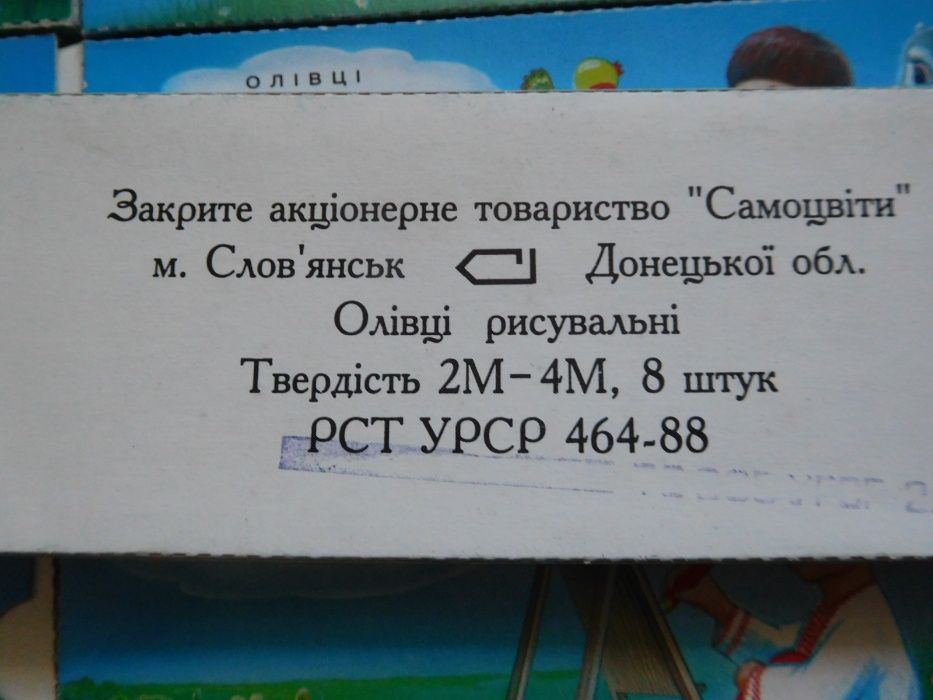 ОЛІВЦІ
Закрите акціонерне товариство "Самоцвіти"
м. Слов'янськ Донецької обл.
Олівці рисувальні
Твердість 2М-4М, 8 штук
РСТ УРСР 464-88